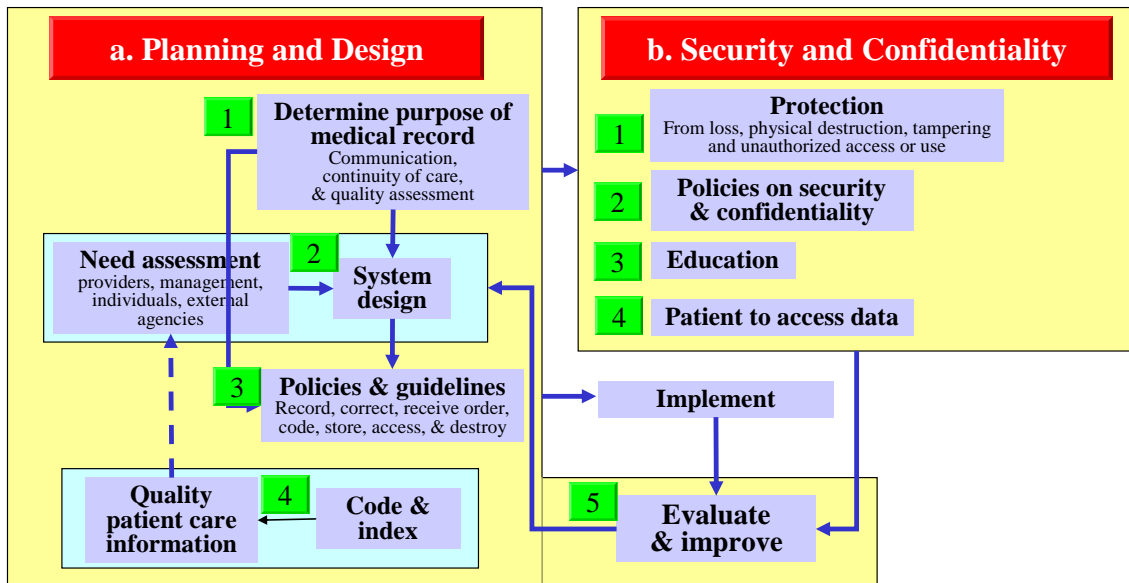 a. Planning and Design
1
Determine purpose of
medical record
Communication,
continuity of care,
& quality assessment
Need assessment
providers, management,
individuals, external
agencies
2
System
design
3
Policies & guidelines
Record, correct, receive order,
code, store, access, & destroy
Quality
patient care
information
4
Code &
index
b. Security and Confidentiality
1
Protection
From loss, physical destruction, tampering
and unauthorized access or use
2
Policies on security
& confidentiality
3
Education
4
Patient to access data
Implement
5
Evaluate
& improve